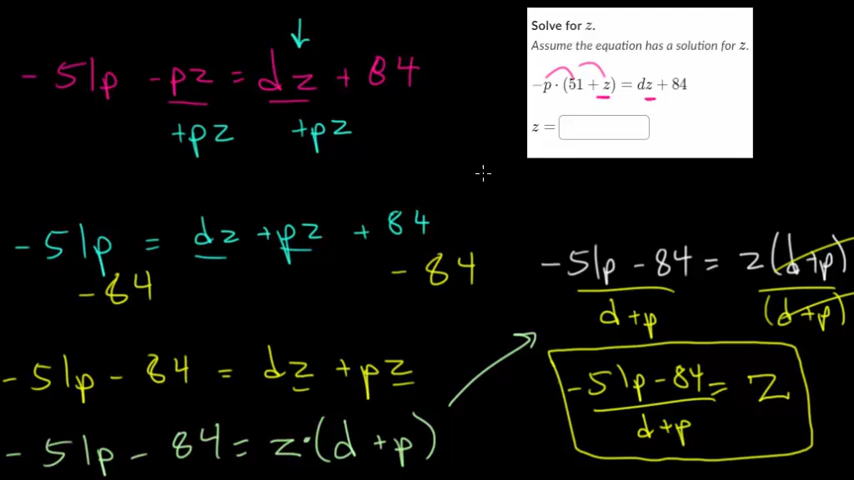 -51p -pz = dz + 84
+pz +pz
-51p = dz +pz + 84
-84 -84
-51p - 84 = dz +pz
-51p - 84 = z·(d +p)
Solve for z.
Assume the equation has a solution for z.
-p · (51 + z) = dz + 84
z =
-51p - 84 = z(d+p)
d+p (d+p)
-51p-84 = z
d+p